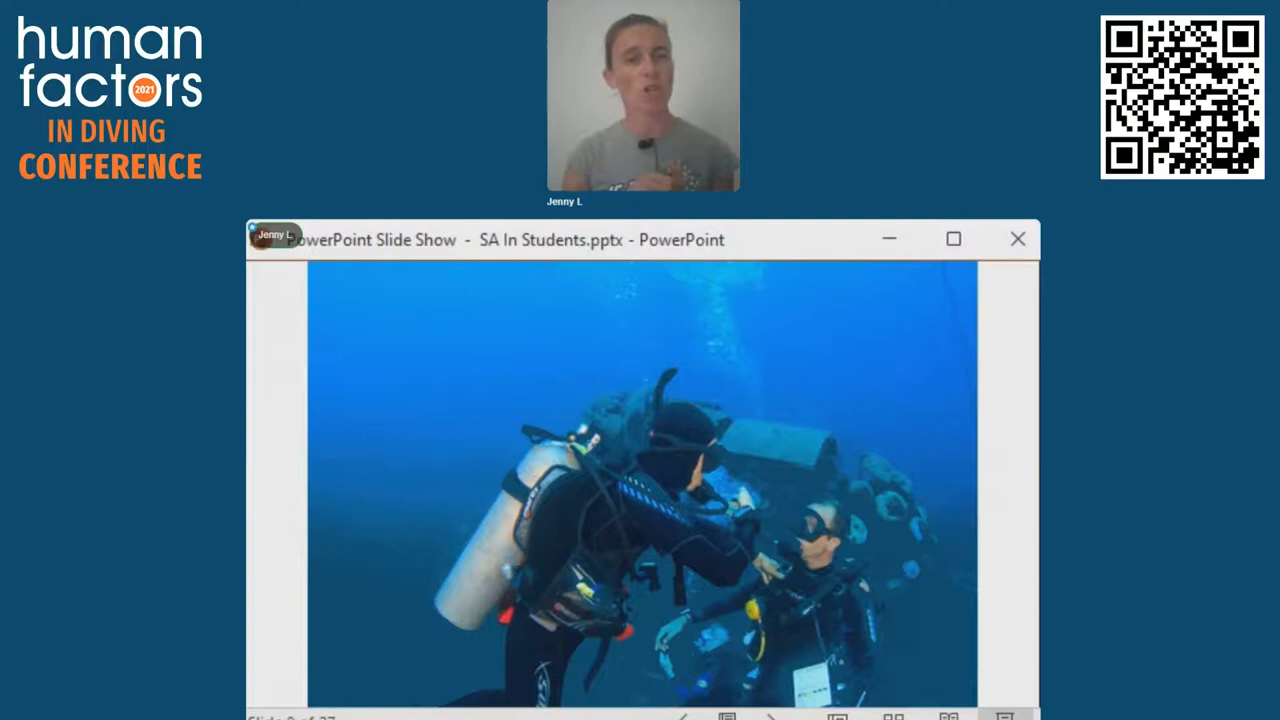 human
factors
2021
IN DIVING
CONFERENCE
Jenny L
Jenny L
PowerPoint Slide Show - SA In Students.pptx - PowerPoint